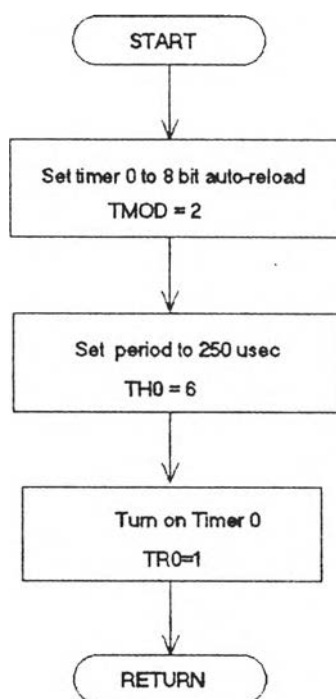 START
Set timer 0 to 8 bit auto-reload
TMOD = 2
Set period to 250 usec
TH0 = 6
Turn on Timer 0
TR0=1
RETURN